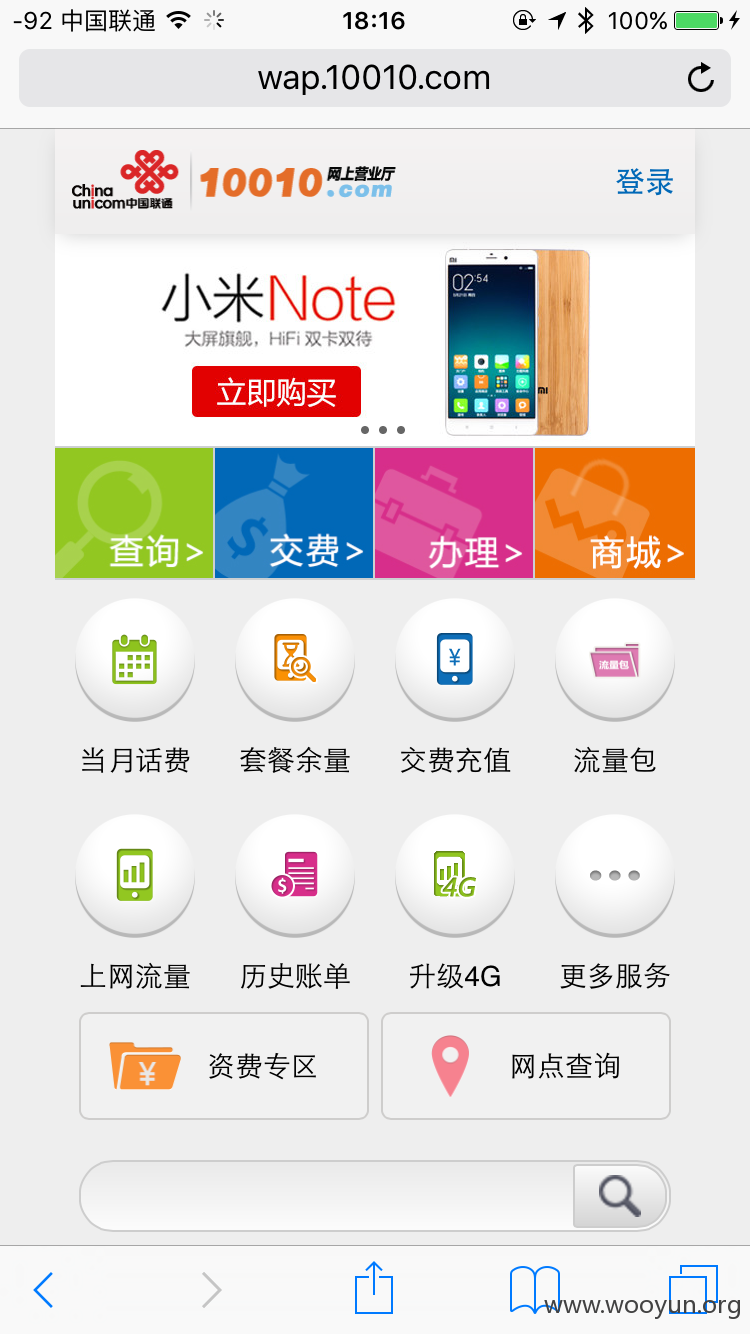 -92 中国联通 18:16 100%
wap.10010.com
China unicom中国联通 10010.com 网上营业厅 登录
小米Note
大屏旗舰，HiFi 双卡双待
立即购买
02:54
mi
查询> 交费> 办理> 商城>
流量包
当月话费 套餐余量 交费充值 流量包
4G
上网流量 历史账单 升级4G 更多服务
资费专区 网点查询
www.wooyun.org